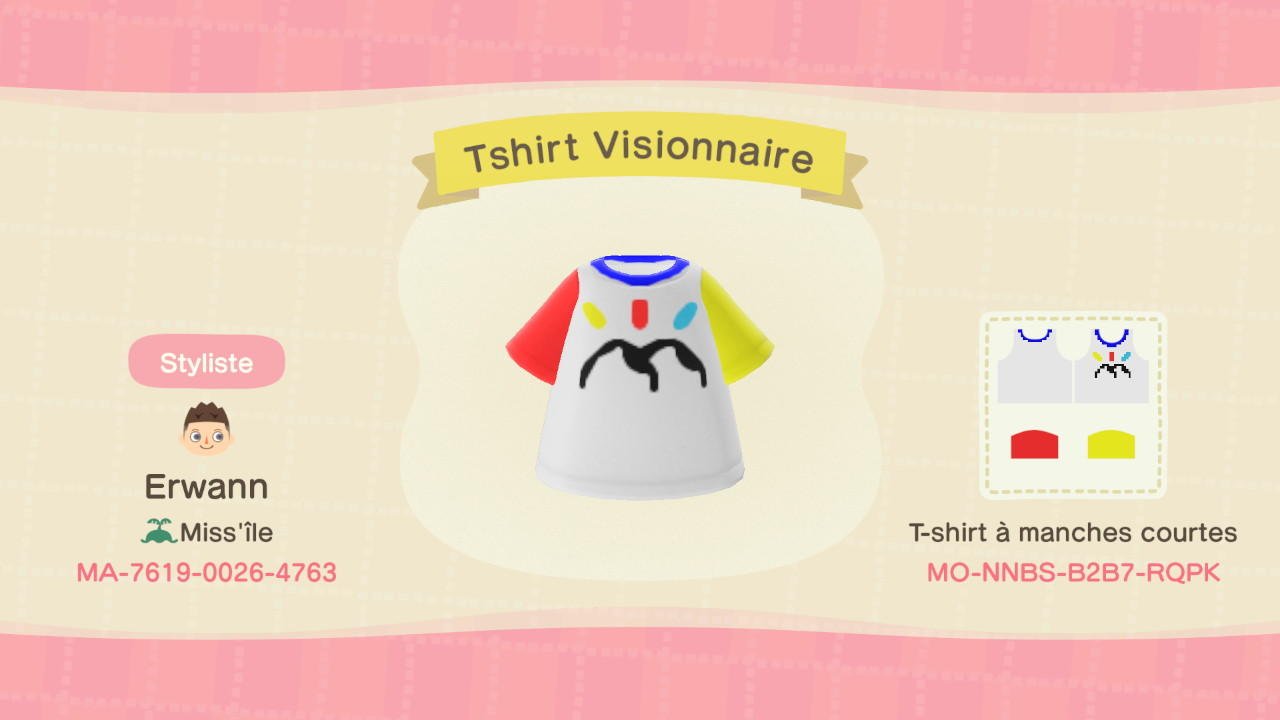 Tshirt Visionnaire
Styliste
Erwann
Miss'île
MA-7619-0026-4763
T-shirt à manches courtes
MO-NNBS-B2B7-RQPK